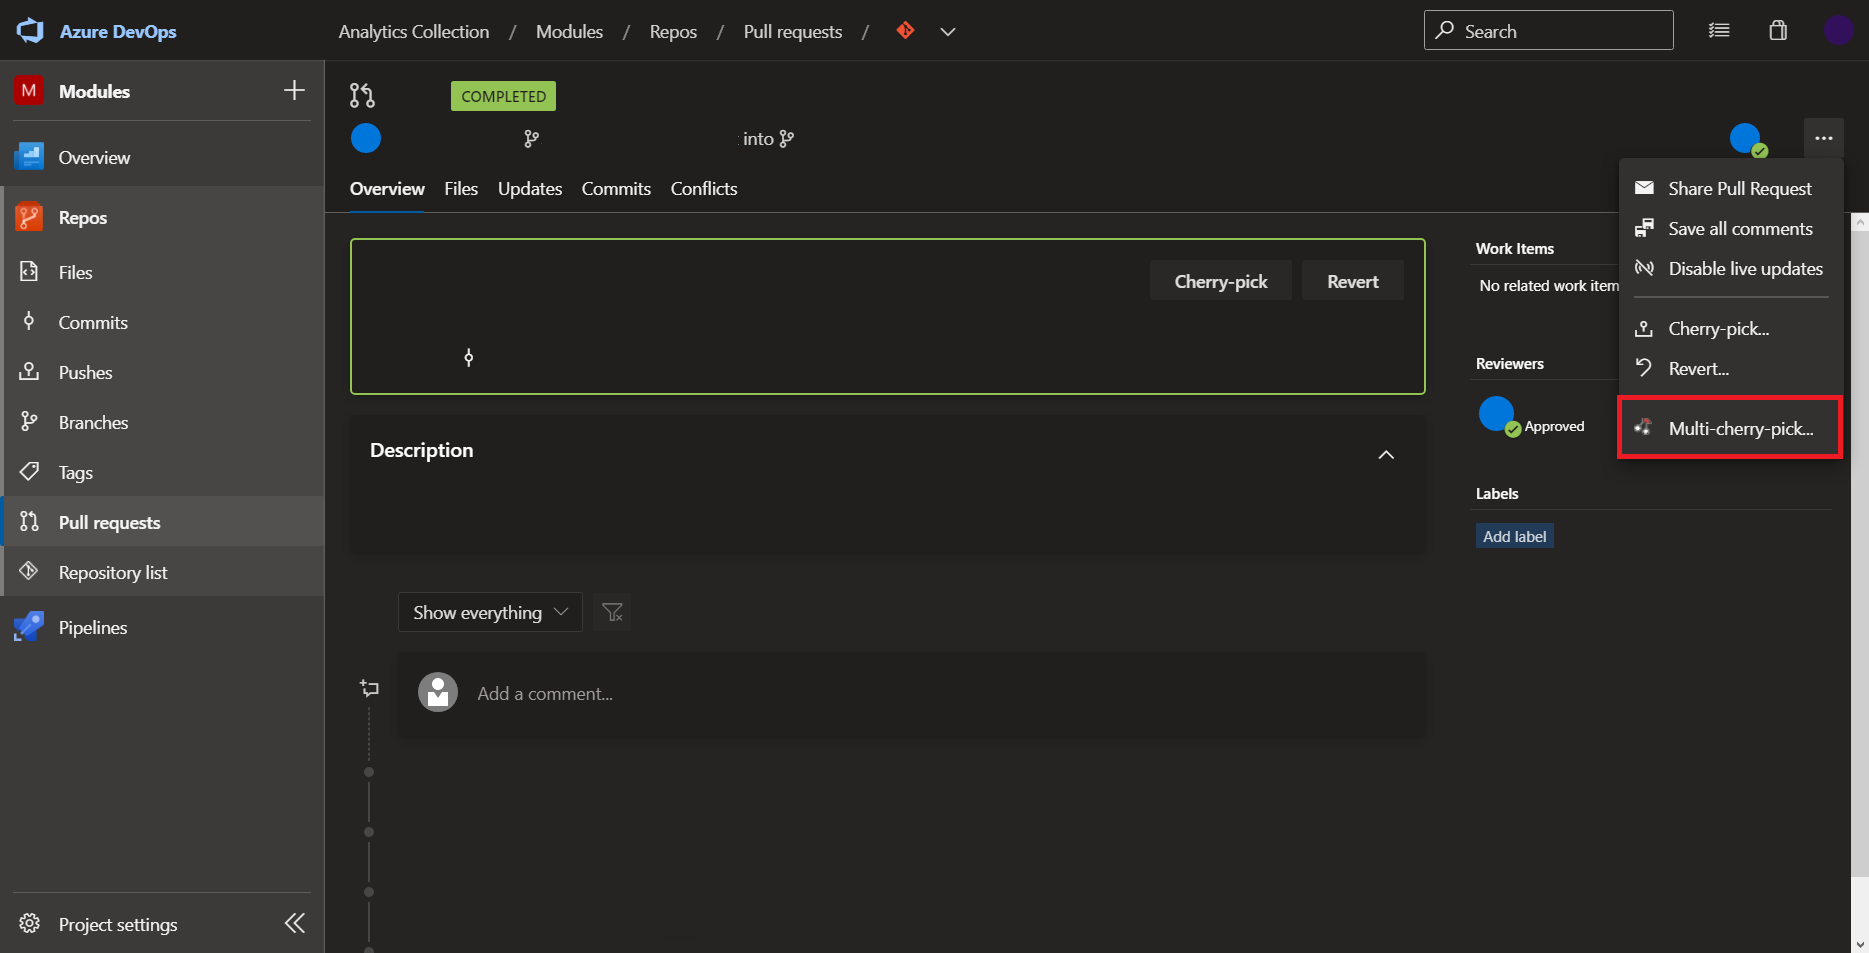 Azure DevOps
Analytics Collection / Modules / Repos / Pull requests /
Search
M Modules
Overview
Repos
Files
Commits
Pushes
Branches
Tags
Pull requests
Repository list
Pipelines
Project settings
COMPLETED
into
Overview Files Updates Commits Conflicts
Cherry-pick Revert
Description
Show everything
Add a comment...
Work Items
No related work item
Reviewers
Approved
Labels
Add label
Share Pull Request
Save all comments
Disable live updates
Cherry-pick...
Revert...
Multi-cherry-pick...